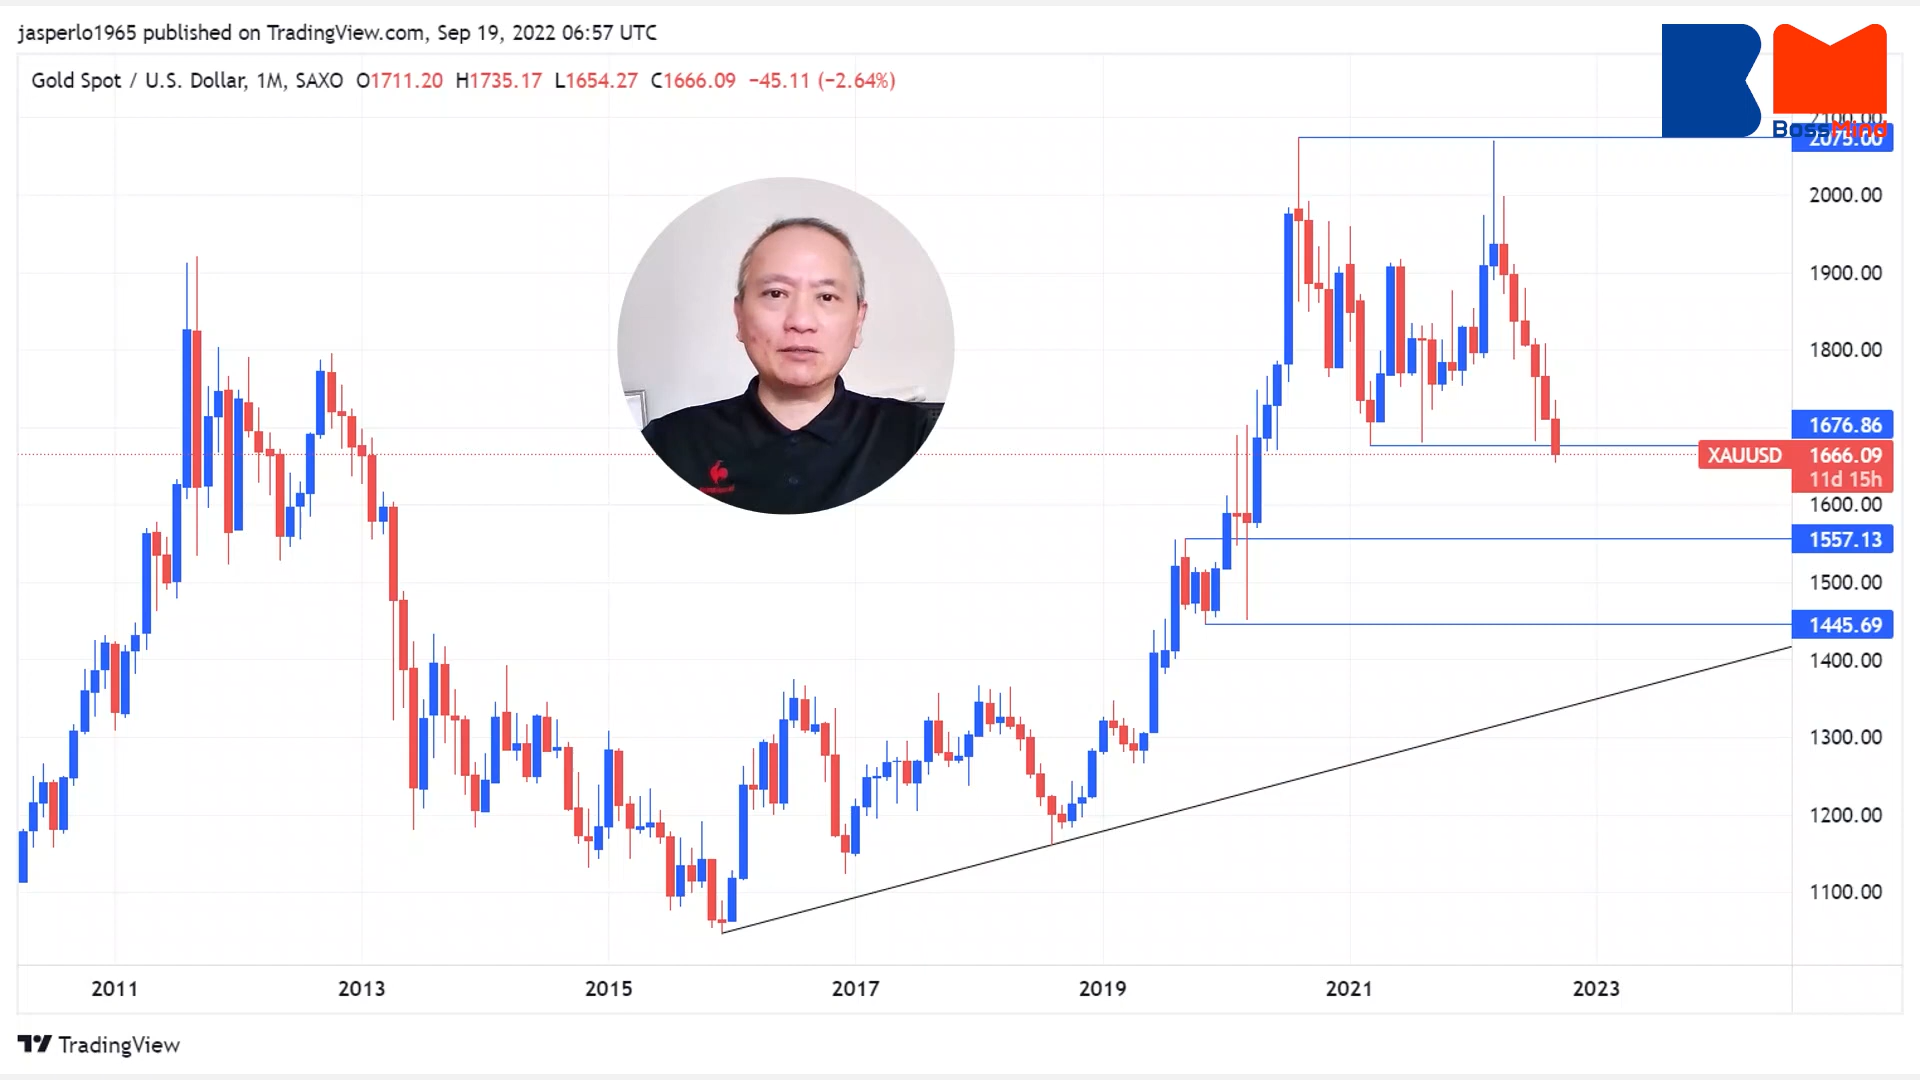 jasperlo1965 published on TradingView.com, Sep 19, 2022 06:57 UTC
Gold Spot / U.S. Dollar, 1M, SAXO O1711.20 H1735.17 L1654.27 C1666.09 −45.11 (−2.64%)
BossMind
2100.00
2075.00
2000.00
1900.00
1800.00
1676.86
XAUUSD 1666.09
11d 15h
1600.00
1557.13
1500.00
1445.69
1400.00
1300.00
1200.00
1100.00
2011 2013 2015 2017 2019 2021 2023
TradingView